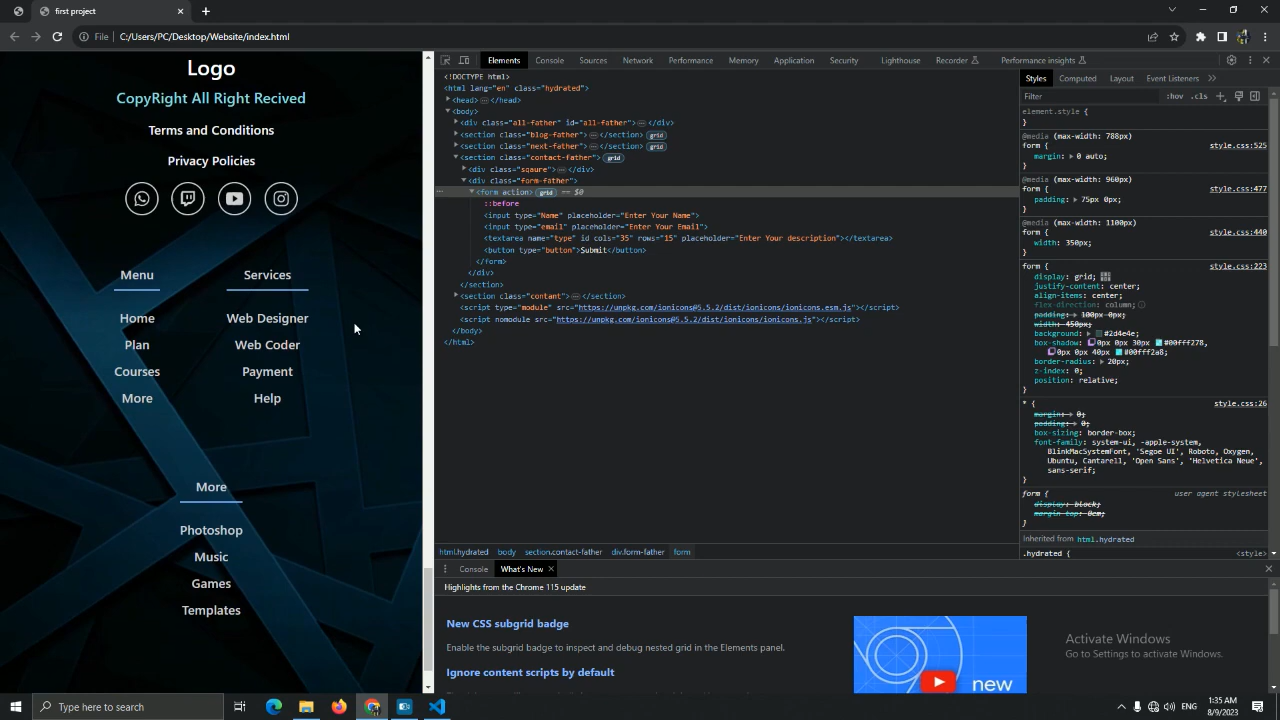 first project
File
C:/Users/PC/Desktop/Website/index.html
Logo
CopyRight All Right Recived
Terms and Conditions
Privacy Policies
Menu
Services
Home
Web Designer
Plan
Web Coder
Courses
Payment
More
Help
More
Photoshop
Music
Games
Templates
Elements Console Sources Network Performance Memory Application Security Lighthouse Recorder Performance insights
<!DOCTYPE html>
<html lang="en" class="hydrated">
<head> … </head>
<body>
<div class="all-father" id="all-father"> … </div>
<section class="blog-father"> … </section> grid
<section class="next-father"> … </section> grid
<section class="contact-father"> grid
<div class="sqaure"> … </div>
<div class="form-father">
… <form action> grid == $0
::before
<input type="Name" placeholder="Enter Your Name">
<input type="email" placeholder="Enter Your Email">
<textarea name="type" id cols="35" rows="15" placeholder="Enter Your description"></textarea>
<button type="button">Submit</button>
</form>
</div>
</section>
<section class="contant"> … </section>
<script type="module" src="https://unpkg.com/ionicons@5.5.2/dist/ionicons/ionicons.esm.js"></script>
<script nomodule src="https://unpkg.com/ionicons@5.5.2/dist/ionicons/ionicons.js"></script>
</body>
</html>
html.hydrated body section.contact-father div.form-father form
Styles Computed Layout Event Listeners
Filter :hov .cls
element.style {
}
@media (max-width: 788px)
form { style.css:525
margin: 0 auto;
}
@media (max-width: 960px)
form { style.css:477
padding: 75px 0px;
}
@media (max-width: 1100px)
form { style.css:440
width: 350px;
}
form { style.css:223
display: grid;
justify-content: center;
align-items: center;
flex-direction: column;
padding: 100px 0px;
width: 450px;
background: #2d4e4e;
box-shadow: 0px 0px 30px #00fff278,
0px 0px 40px #00fff2a8;
border-radius: 20px;
z-index: 0;
position: relative;
}
* { style.css:26
margin: 0;
padding: 0;
box-sizing: border-box;
font-family: system-ui, -apple-system,
BlinkMacSystemFont, 'Segoe UI', Roboto, Oxygen,
Ubuntu, Cantarell, 'Open Sans', 'Helvetica Neue',
sans-serif;
}
form { user agent stylesheet
display: block;
margin-top: 0em;
}
Inherited from html.hydrated
.hydrated { <style>
Console What's New
Highlights from the Chrome 115 update
New CSS subgrid badge
Enable the subgrid badge to inspect and debug nested grid in the Elements panel.
Ignore content scripts by default
new
Activate Windows
Go to Settings to activate Windows.
Type here to search
ENG
1:35 AM
8/9/2023